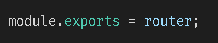 module.exports = router;